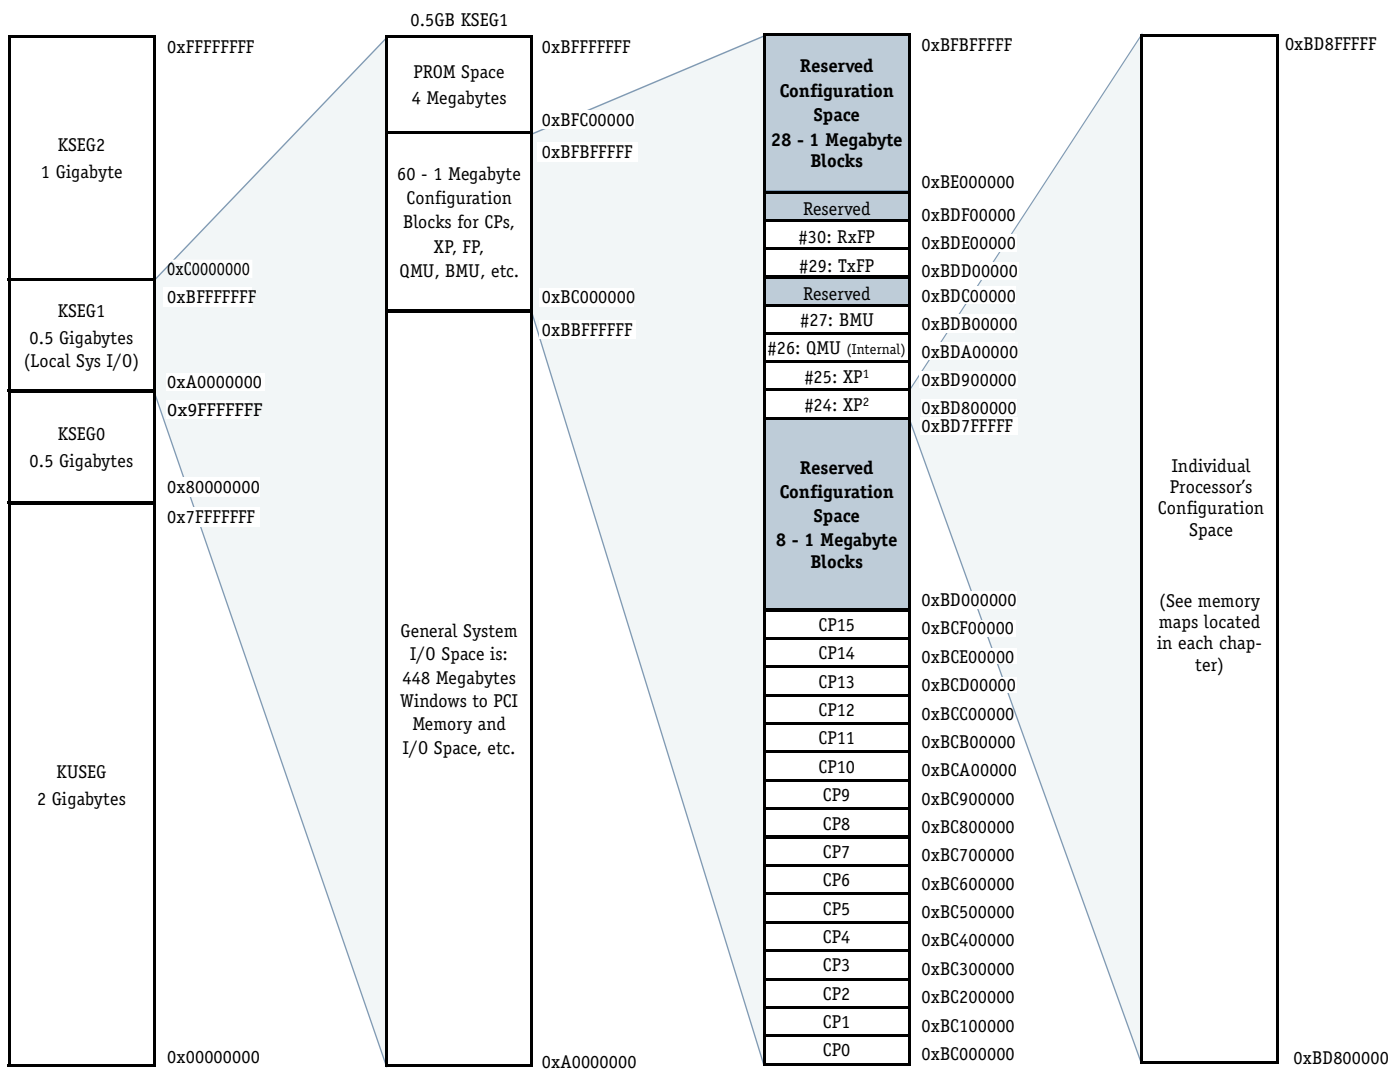 0.5GB KSEG1
0xFFFFFFFF
KSEG2
1 Gigabyte
0xC0000000
0xBFFFFFFF
KSEG1
0.5 Gigabytes
(Local Sys I/O)
0xA0000000
0x9FFFFFFF
KSEG0
0.5 Gigabytes
0x80000000
0x7FFFFFFF
KUSEG
2 Gigabytes
0x00000000
0xBFFFFFFF
PROM Space
4 Megabytes
0xBFC00000
0xBFBFFFFF
60 - 1 Megabyte
Configuration
Blocks for CPs,
XP, FP,
QMU, BMU, etc.
0xBC000000
0xBBFFFFFF
General System
I/O Space is:
448 Megabytes
Windows to PCI
Memory and
I/O Space, etc.
0xA0000000
0xBFBFFFFF
Reserved
Configuration
Space
28 - 1 Megabyte
Blocks
0xBE000000
Reserved
0xBDF00000
#30: RxFP
0xBDE00000
#29: TxFP
0xBDD00000
Reserved
0xBDC00000
#27: BMU
0xBDB00000
#26: QMU (Internal)
0xBDA00000
#25: XP1
0xBD900000
#24: XP2
0xBD800000
0xBD7FFFFF
Reserved
Configuration
Space
8 - 1 Megabyte
Blocks
0xBD000000
CP15
0xBCF00000
CP14
0xBCE00000
CP13
0xBCD00000
CP12
0xBCC00000
CP11
0xBCB00000
CP10
0xBCA00000
CP9
0xBC900000
CP8
0xBC800000
CP7
0xBC700000
CP6
0xBC600000
CP5
0xBC500000
CP4
0xBC400000
CP3
0xBC300000
CP2
0xBC200000
CP1
0xBC100000
CP0
0xBC000000
0xBD8FFFFF
Individual
Processor's
Configuration
Space
(See memory
maps located
in each chap-
ter)
0xBD800000